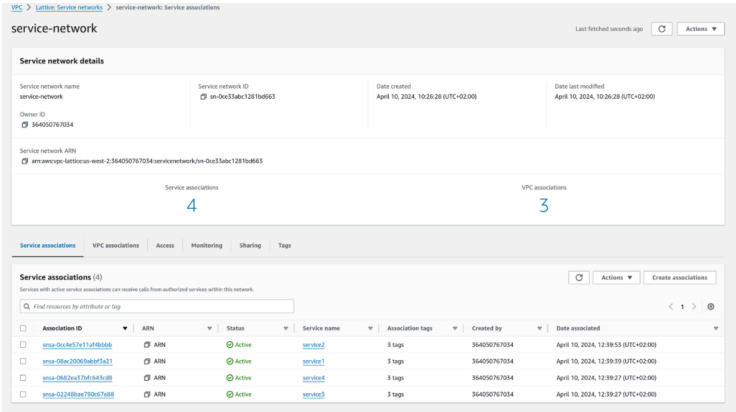 VPC > Lattice: Service networks > service-network: Service associations
service-network
Last fetched seconds ago
Actions
Service network details
Service network name
service-network
Service network ID
sn-0ce33abc1281bd663
Date created
April 10, 2024, 10:26:28 (UTC+02:00)
Date last modified
April 10, 2024, 10:26:28 (UTC+02:00)
Owner ID
364050767034
Service network ARN
arn:aws:vpc-lattice:us-west-2:364050767034:servicenetwork/sn-0ce33abc1281bd663
Service associations
4
VPC associations
3
Service associations VPC associations Access Monitoring Sharing Tags
Service associations (4)
Services with active service associations can receive calls from authorized services within this network.
Actions
Create associations
Find resources by attribute or tag
1
Association ID ARN Status Service name Association tags Created by Date associated
snsa-0cc4e57e11af4bbbb ARN Active service2 3 tags 364050767034 April 10, 2024, 12:39:53 (UTC+02:00)
snsa-08ac20069abbf3a21 ARN Active service1 3 tags 364050767034 April 10, 2024, 12:39:39 (UTC+02:00)
snsa-0682ea37bfc643cd8 ARN Active service4 3 tags 364050767034 April 10, 2024, 12:39:27 (UTC+02:00)
snsa-02248bae790c67e88 ARN Active service3 3 tags 364050767034 April 10, 2024, 12:39:27 (UTC+02:00)